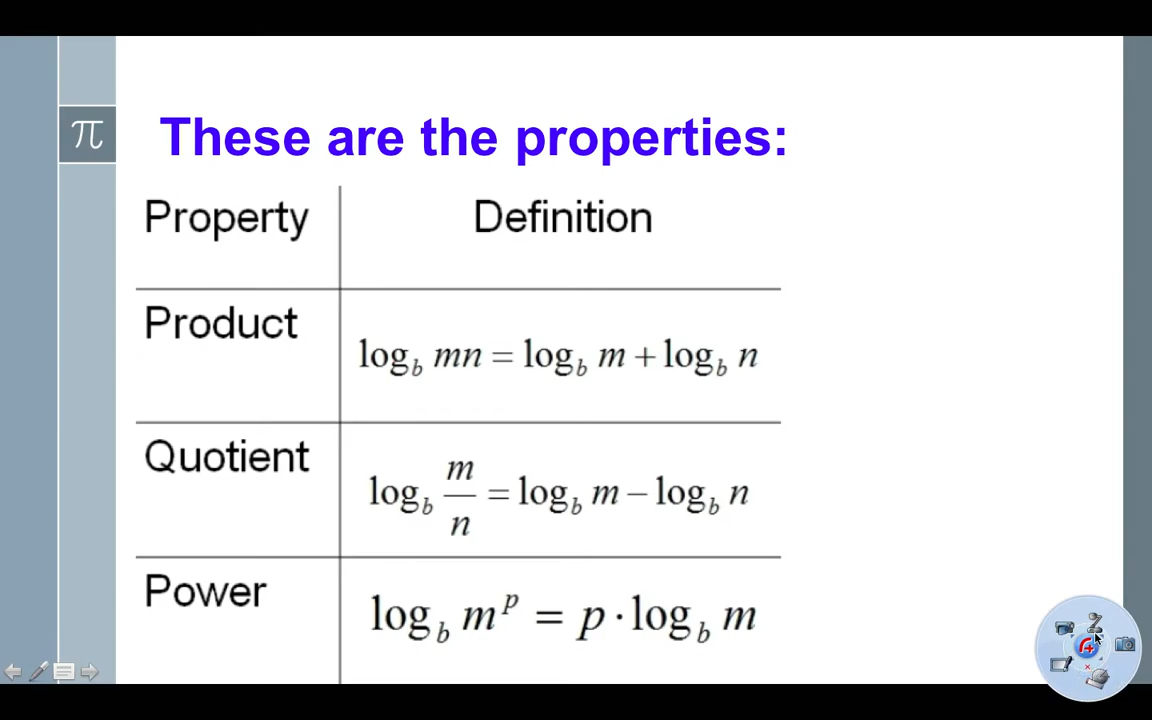 π
These are the properties:
Property Definition
Product
log_b mn = log_b m + log_b n
Quotient
log_b m/n = log_b m − log_b n
Power
log_b m^p = p · log_b m